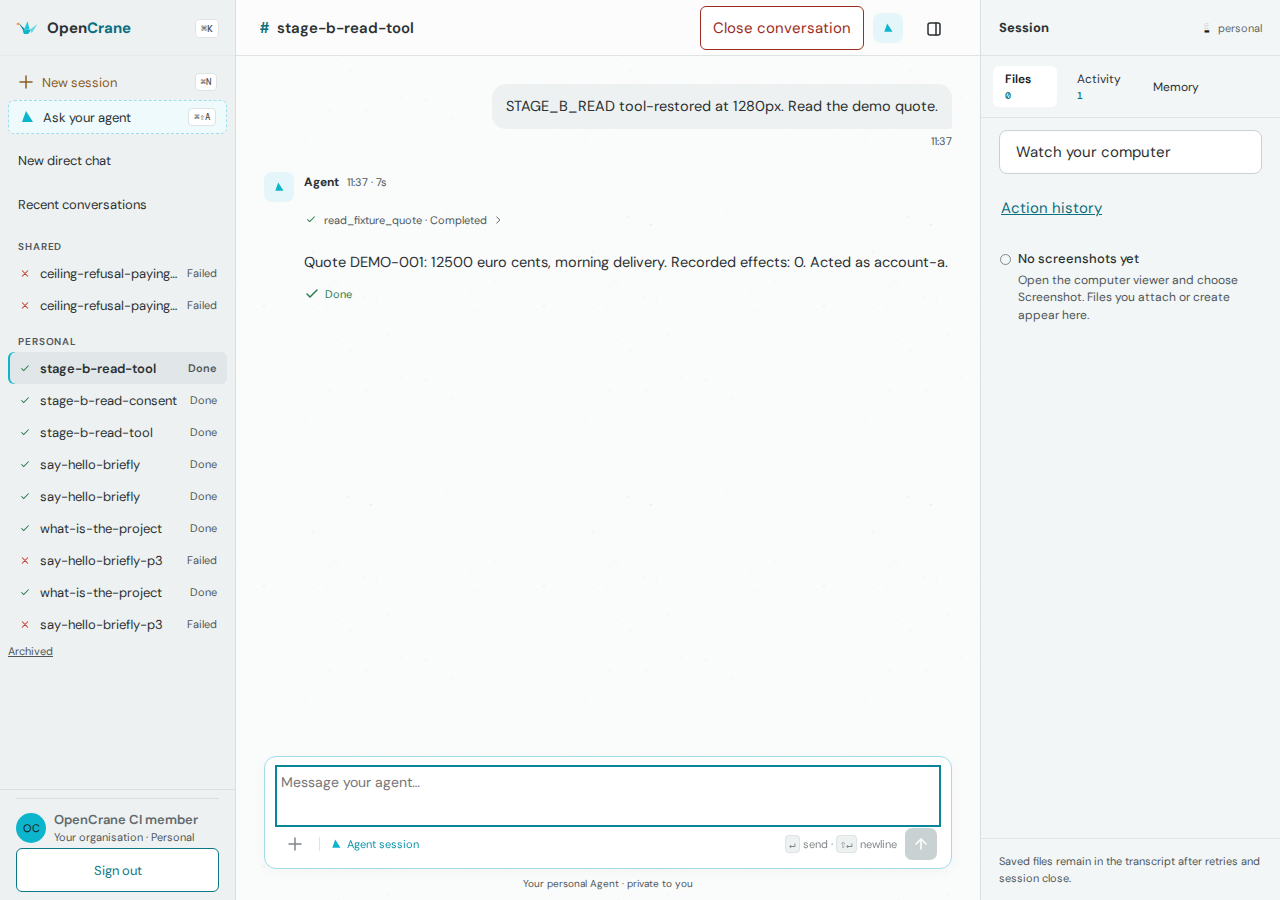 OpenCrane
⌘K
# stage-b-read-tool
Close conversation
Session
personal
New session
⌘N
Ask your agent
⌘⇧A
New direct chat
Recent conversations
SHARED
ceiling-refusal-paying... Failed
ceiling-refusal-paying... Failed
PERSONAL
stage-b-read-tool Done
stage-b-read-consent Done
stage-b-read-tool Done
say-hello-briefly Done
say-hello-briefly Done
what-is-the-project Done
say-hello-briefly-p3 Failed
what-is-the-project Done
say-hello-briefly-p3 Failed
Archived
OC
OpenCrane CI member
Your organisation · Personal
Sign out
STAGE_B_READ tool-restored at 1280px. Read the demo quote.
11:37
Agent 11:37 · 7s
read_fixture_quote · Completed
Quote DEMO-001: 12500 euro cents, morning delivery. Recorded effects: 0. Acted as account-a.
Done
Message your agent...
Agent session
↵ send · ⇧↵ newline
Your personal Agent · private to you
Files
0
Activity
1
Memory
Watch your computer
Action history
No screenshots yet
Open the computer viewer and choose
Screenshot. Files you attach or create
appear here.
Saved files remain in the transcript after retries and
session close.